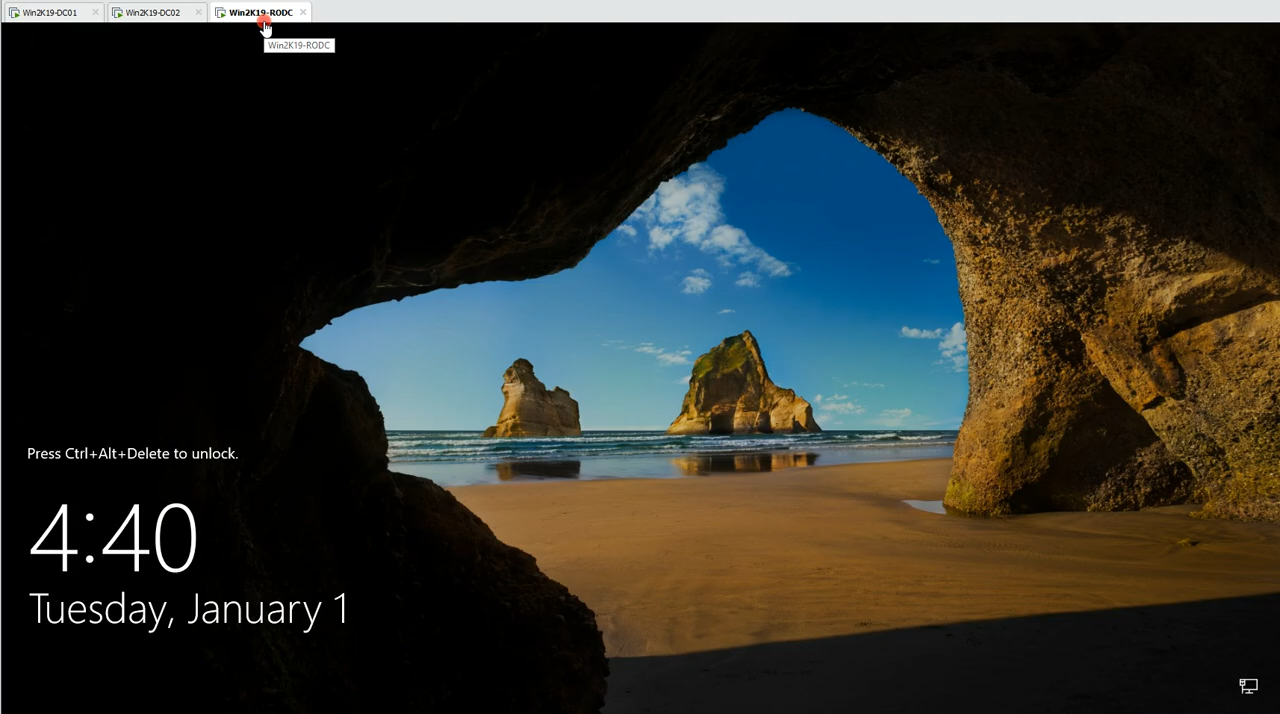 Win2K19-DC01
Win2K19-DC02
Win2K19-RODC
Win2K19-RODC
Press Ctrl+Alt+Delete to unlock.
4:40
Tuesday, January 1